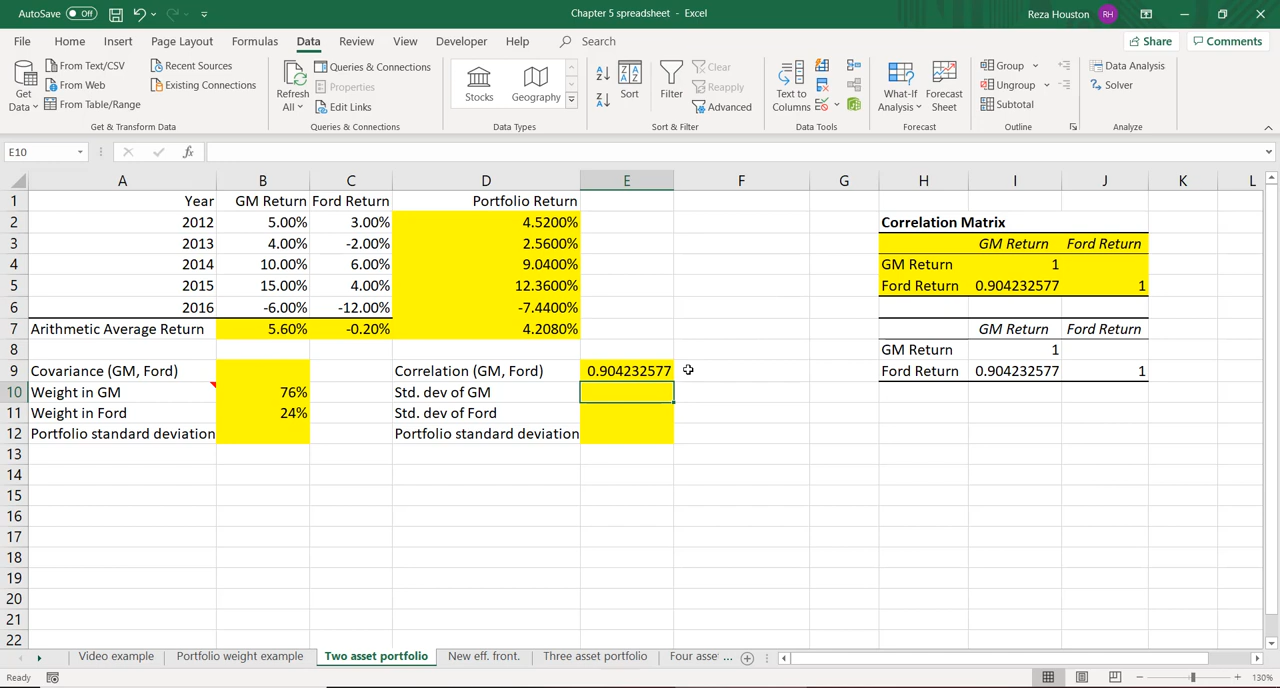 AutoSave Off Chapter 5 spreadsheet - Excel Reza Houston RH
File Home Insert Page Layout Formulas Data Review View Developer Help Search Share Comments
Get Data From Text/CSV From Web From Table/Range Recent Sources Existing Connections
Refresh All Queries & Connections Properties Edit Links
Stocks Geography
Sort Filter Clear Reapply Advanced
Text to Columns
What-If Analysis Forecast Sheet
Group Ungroup Subtotal
Data Analysis Solver
Get & Transform Data Queries & Connections Data Types Sort & Filter Data Tools Forecast Outline Analyze
E10 fx
A B C D E F G H I J K L
1 Year GM Return Ford Return Portfolio Return
2 2012 5.00% 3.00% 4.5200% Correlation Matrix
3 2013 4.00% -2.00% 2.5600% GM Return Ford Return
4 2014 10.00% 6.00% 9.0400% GM Return 1
5 2015 15.00% 4.00% 12.3600% Ford Return 0.904232577 1
6 2016 -6.00% -12.00% -7.4400%
7 Arithmetic Average Return 5.60% -0.20% 4.2080% GM Return Ford Return
8 GM Return 1
9 Covariance (GM, Ford) Correlation (GM, Ford) 0.904232577 Ford Return 0.904232577 1
10 Weight in GM 76% Std. dev of GM
11 Weight in Ford 24% Std. dev of Ford
12 Portfolio standard deviation Portfolio standard deviation
13
14
15
16
17
18
19
20
21
22
Video example Portfolio weight example Two asset portfolio New eff. front. Three asset portfolio Four asse ...
Ready 130%